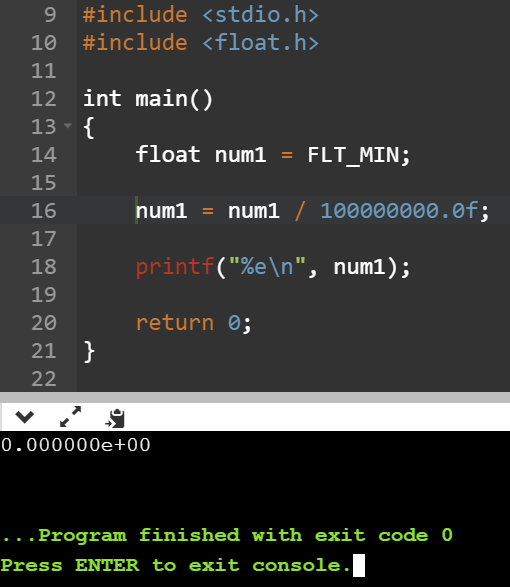 9 #include <stdio.h>
10 #include <float.h>
11
12 int main()
13 {
14     float num1 = FLT_MIN;
15
16     num1 = num1 / 100000000.0f;
17
18     printf("%e\n", num1);
19
20     return 0;
21 }
22
0.000000e+00
...Program finished with exit code 0
Press ENTER to exit console.